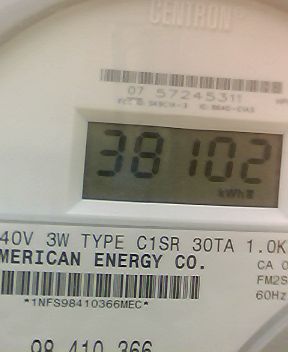 CENTRON
07 57245311
38102
kWh
40V 3W TYPE C1SR 30TA 1.0K
MERICAN ENERGY CO.
CA 0
FM2S
60Hz
*1NFS98410366MEC*
98 410 366